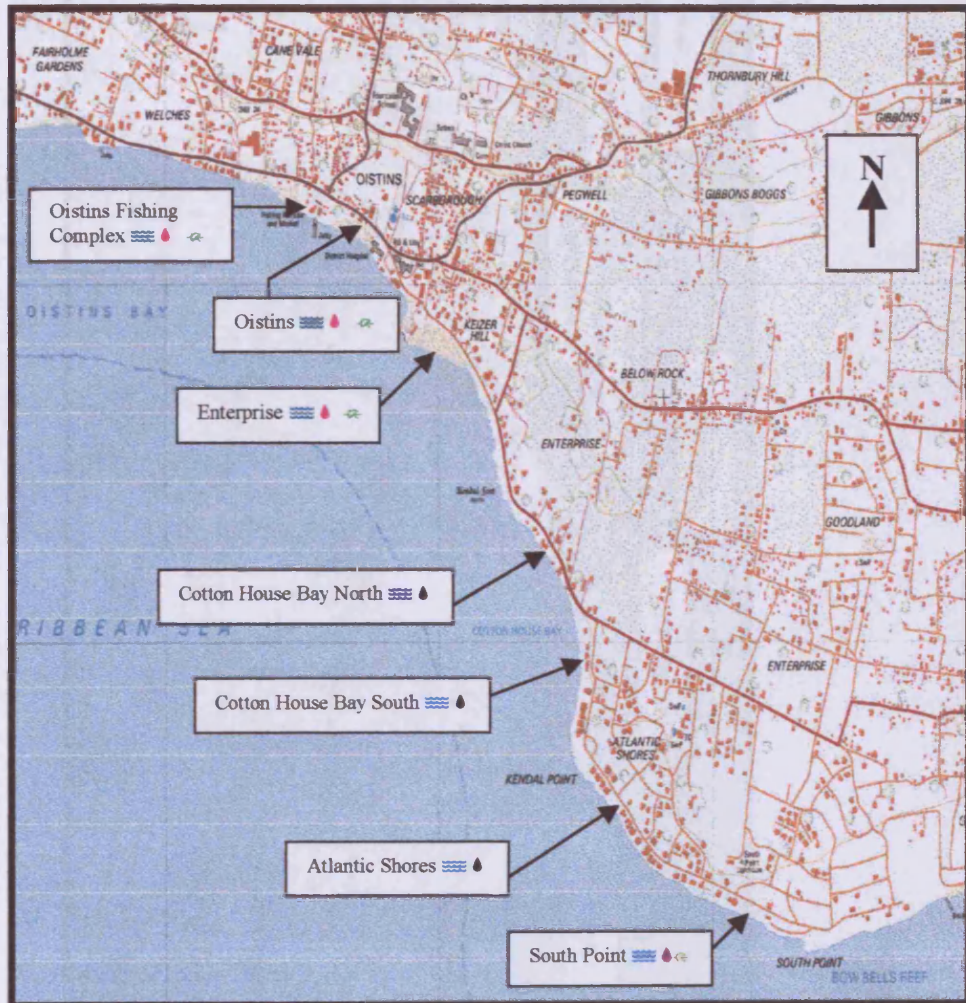 FAIRHOLME
GARDENS
CANE VALE
THORNBURY HILL
WELCHES
GIBBONS
N
OISTINS
SCARBOROUGH
PEGWELL
GIBBONS BOGGS
Oistins Fishing
Complex
District Hospital
OISTINS BAY
Oistins
KEIZER
HILL
BELOW ROCK
Enterprise
ENTERPRISE
GOODLAND
Cotton House Bay North
RIBBEAN SEA
COTTON HOUSE BAY
ENTERPRISE
Cotton House Bay South
ATLANTIC
SHORES
KENDAL POINT
Atlantic Shores
South Point
SOUTH POINT
BOW BELLS REEF